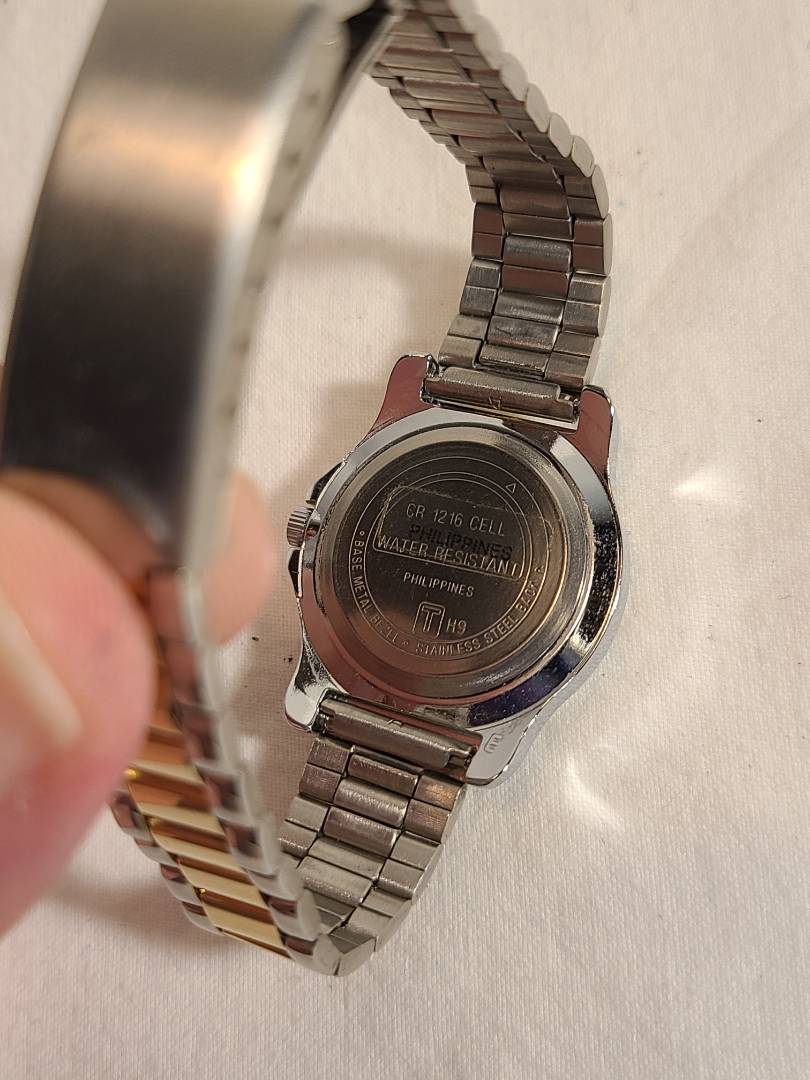 CR 1216 CELL
PHILIPPINES
WATER RESISTANT
PHILIPPINES
T H9
BASE METAL BEZEL • STAINLESS STEEL BACK